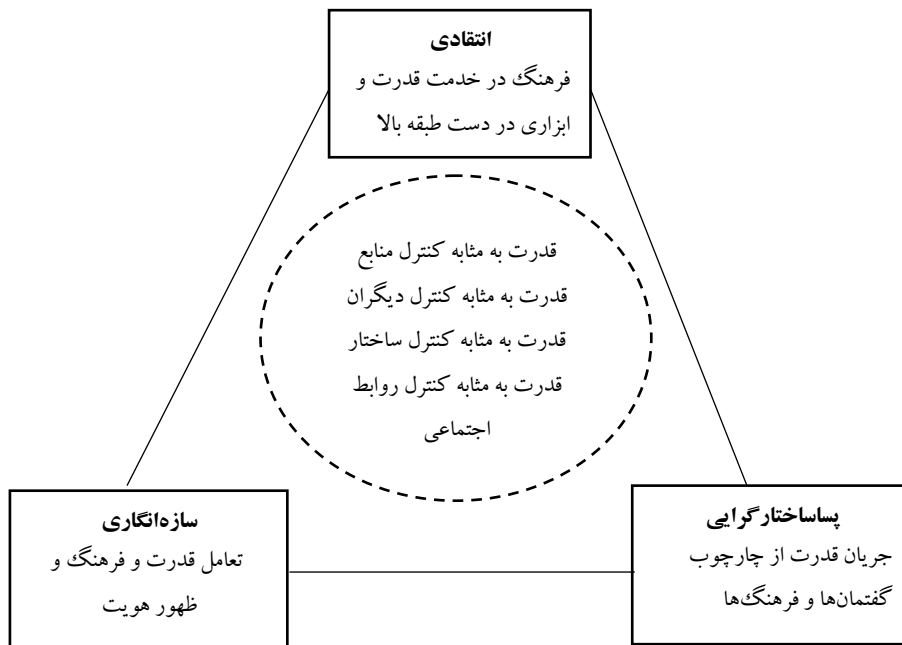 انتقادی
فرهنگ در خدمت قدرت و
ابزاری در دست طبقه بالا
قدرت به مثابه کنترل منابع
قدرت به مثابه کنترل دیگران
قدرت به مثابه کنترل ساختار
قدرت به مثابه کنترل روابط
اجتماعی
پساساختارگرایی
جریان قدرت از چارچوب
گفتمان‌ها و فرهنگ‌ها
سازه‌انگاری
تعامل قدرت و فرهنگ و
ظهور هویت